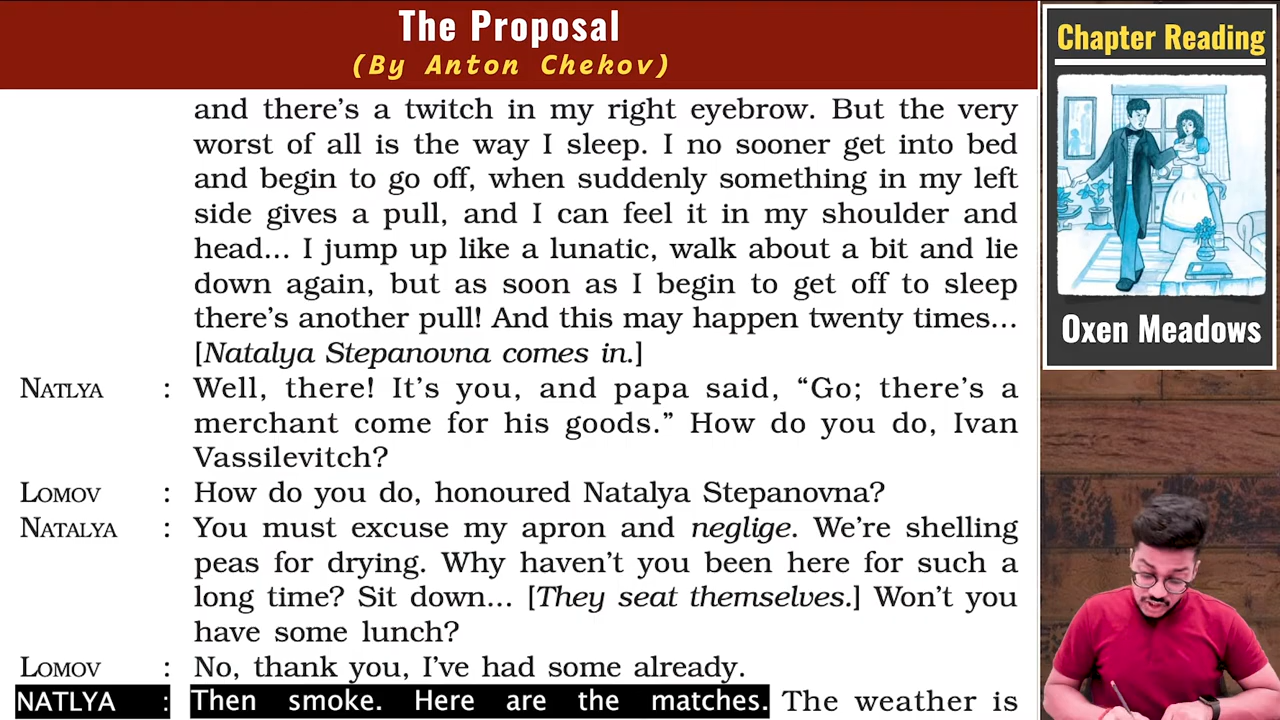 The Proposal
(By Anton Chekov)
and there's a twitch in my right eyebrow. But the very
worst of all is the way I sleep. I no sooner get into bed
and begin to go off, when suddenly something in my left
side gives a pull, and I can feel it in my shoulder and
head... I jump up like a lunatic, walk about a bit and lie
down again, but as soon as I begin to get off to sleep
there's another pull! And this may happen twenty times...
[Natalya Stepanovna comes in.]
NATLYA : Well, there! It's you, and papa said, “Go; there's a
merchant come for his goods.” How do you do, Ivan
Vassilevitch?
LOMOV : How do you do, honoured Natalya Stepanovna?
NATALYA : You must excuse my apron and neglige. We're shelling
peas for drying. Why haven't you been here for such a
long time? Sit down... [They seat themselves.] Won't you
have some lunch?
LOMOV : No, thank you, I've had some already.
NATLYA : Then smoke. Here are the matches. The weather is
Chapter Reading
Oxen Meadows